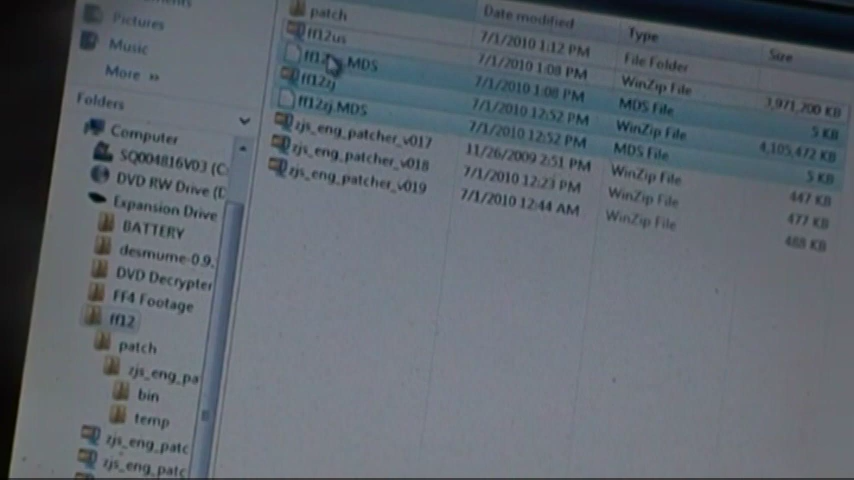 Pictures
Music
More »
Folders
Computer
SQ004816V03 (C:
DVD RW Drive (D
Expansion Drive
BATTERY
desmume-0.9.
DVD Decrypter
FF4 Footage
ff12
patch
zjs_eng_pa
bin
temp
zjs_eng_patc
zjs_eng_patc
Date modified Type Size
patch 7/1/2010 1:12 PM File Folder
ff12us 7/1/2010 1:08 PM WinZip File 3,971,200 KB
.MDS 7/1/2010 1:08 PM MDS File 5 KB
ff12zj 7/1/2010 12:52 PM WinZip File 4,105,472 KB
ff12zj.MDS 7/1/2010 12:52 PM MDS File 5 KB
zjs_eng_patcher_v017 11/26/2009 2:51 PM WinZip File 447 KB
zjs_eng_patcher_v018 7/1/2010 12:23 PM WinZip File 477 KB
zjs_eng_patcher_v019 7/1/2010 12:44 AM WinZip File 488 KB